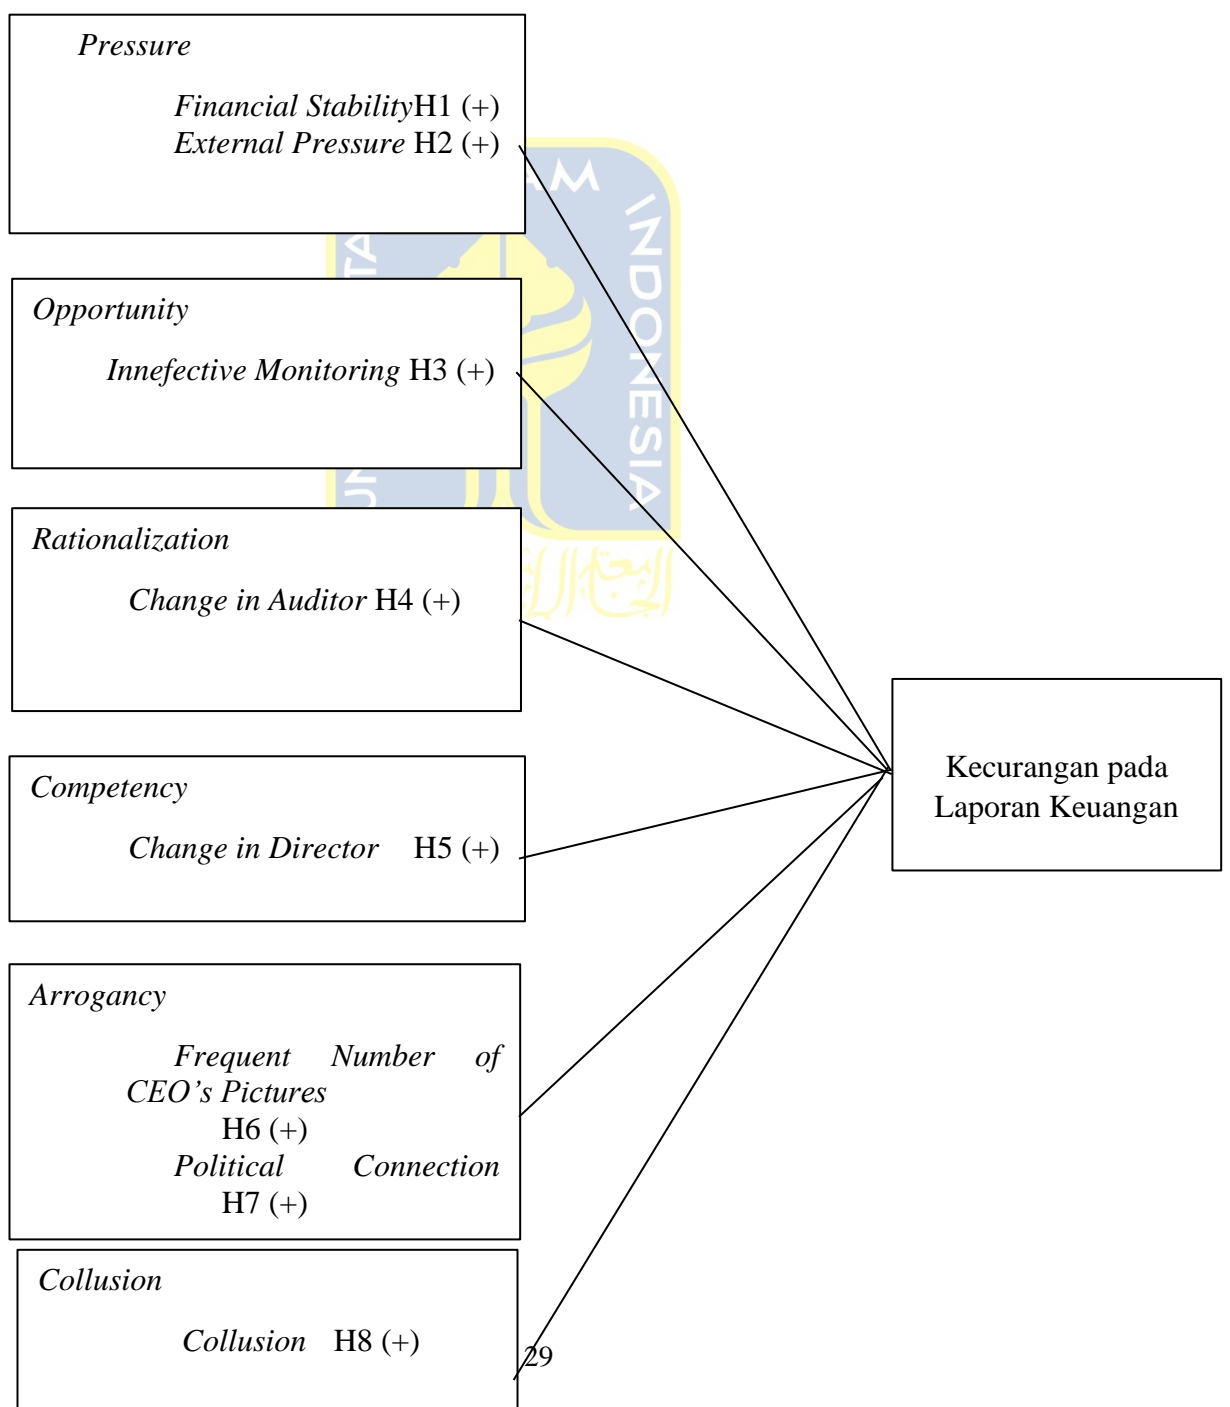 Pressure
Financial StabilityH1 (+)
External Pressure H2 (+)
AM
INDONESIA
Opportunity
Innefective Monitoring H3 (+)
Rationalization
Change in Auditor H4 (+)
Kecurangan pada
Laporan Keuangan
Competency
Change in Director H5 (+)
Arrogancy
Frequent Number of
CEO’s Pictures
H6 (+)
Political Connection
H7 (+)
Collusion
Collusion H8 (+)
29